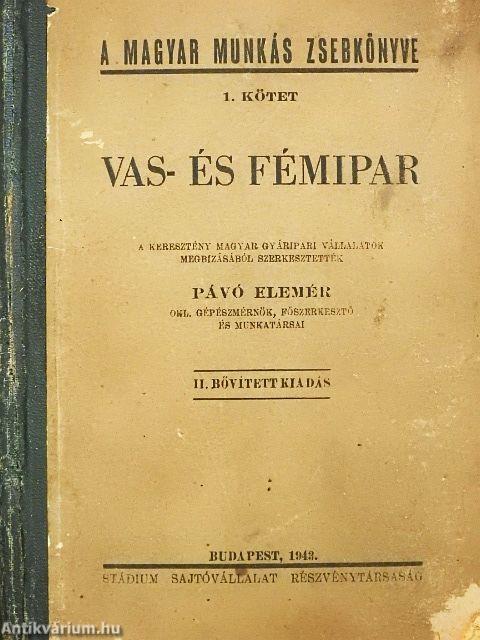 A MAGYAR MUNKÁS ZSEBKÖNYVE
1. KÖTET
VAS- ÉS FÉMIPAR
A KERESZTÉNY MAGYAR GYÁRIPARI VÁLLALATOK
MEGBIZÁSÁBÓL SZERKESZTETTÉK
PÁVÓ ELEMÉR
OKL. GÉPÉSZMÉRNÖK, FŐSZERKESZTŐ
ÉS MUNKATÁRSAI
II. BŐVÍTETT KIADÁS
BUDAPEST, 1943.
STÁDIUM SAJTÓVÁLLALAT RÉSZVÉNYTÁRSASÁG
Antikvárium.hu